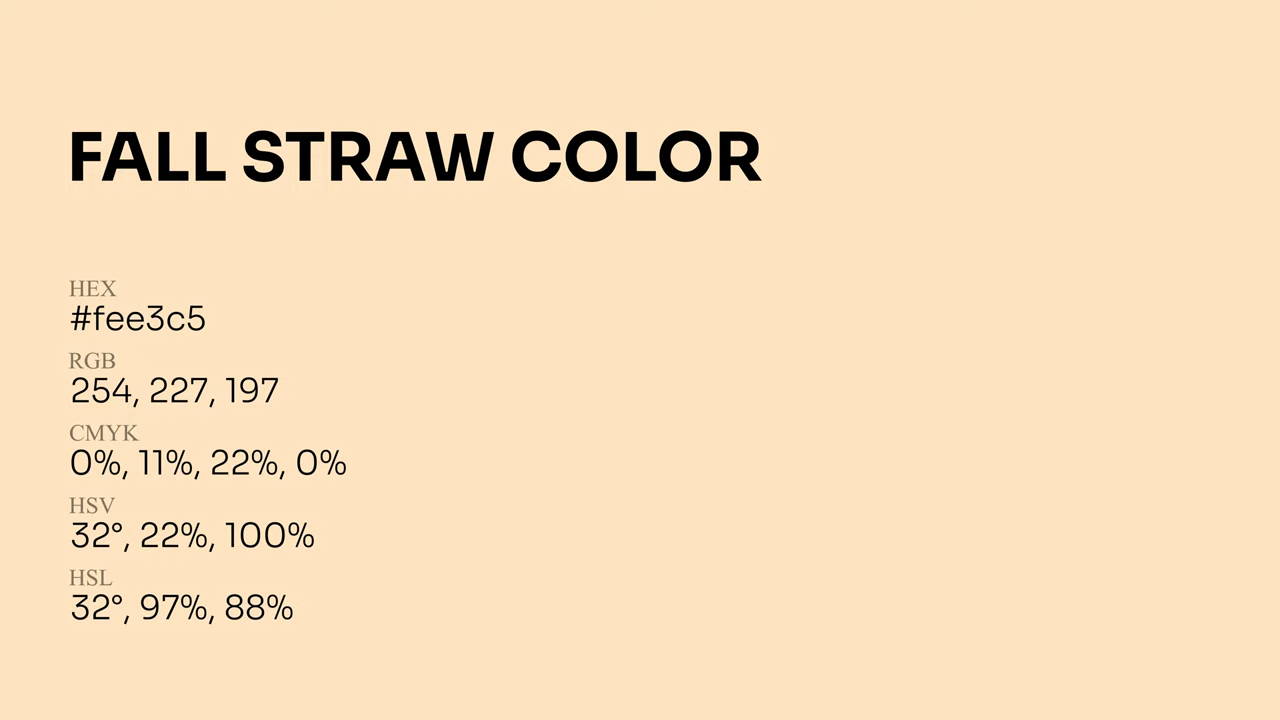 FALL STRAW COLOR
HEX
#fee3c5
RGB
254, 227, 197
CMYK
0%, 11%, 22%, 0%
HSV
32°, 22%, 100%
HSL
32°, 97%, 88%